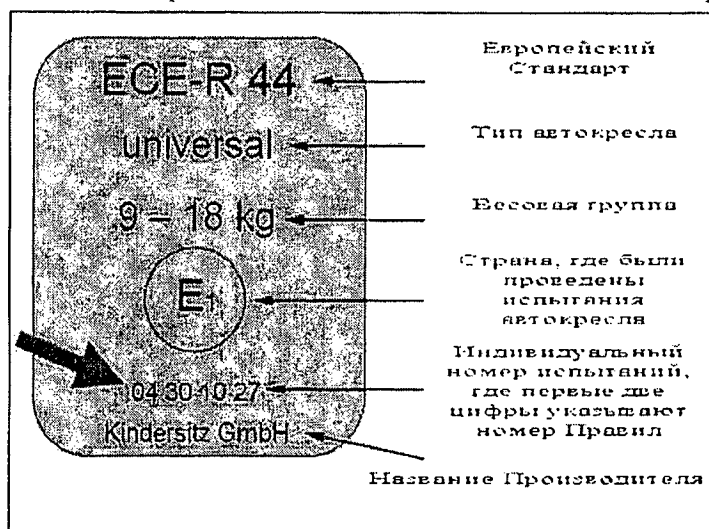 ECE-R 44
Европейский
Стандарт
universal
Тип автокресла
9 – 18 kg
Весовая группа
E1
Страна, где были
проведены
испытания
автокресла
04 30 10 27
Индивидуальный
номер испытаний,
где первые две
цифры указывают
номер Правил
Kindersitz GmbH
Название Производителя